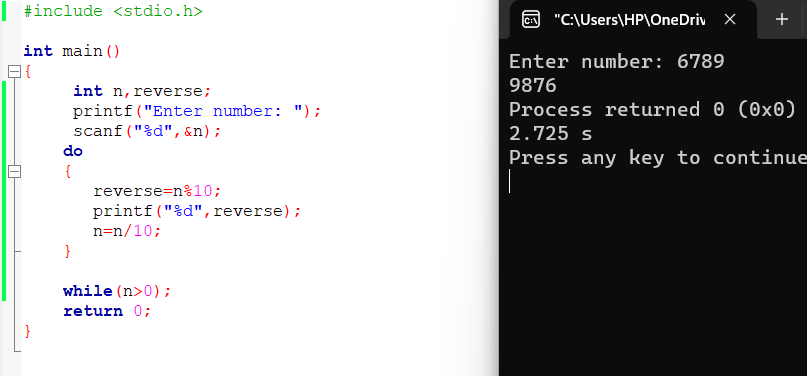 #include <stdio.h>
int main()
{
int n,reverse;
printf("Enter number: ");
scanf("%d",&n);
do
{
reverse=n%10;
printf("%d",reverse);
n=n/10;
}
while(n>0);
return 0;
}
"C:\Users\HP\OneDriv
Enter number: 6789
9876
Process returned 0 (0x0)
2.725 s
Press any key to continue